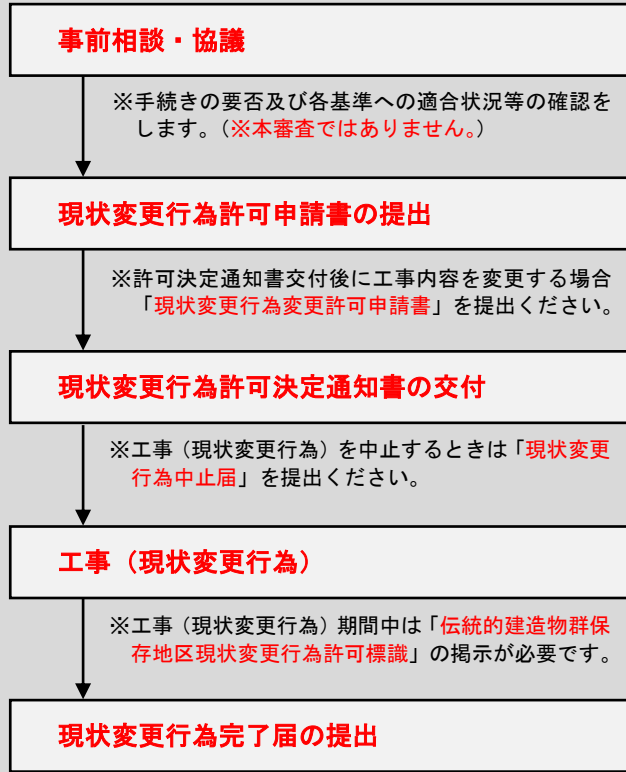 事前相談・協議
※手続きの要否及び各基準への適合状況等の確認を
します。（※本審査ではありません。）
現状変更行為許可申請書の提出
※許可決定通知書交付後に工事内容を変更する場合
「現状変更行為変更許可申請書」を提出ください。
現状変更行為許可決定通知書の交付
※工事（現状変更行為）を中止するときは「現状変更
行為中止届」を提出ください。
工事（現状変更行為）
※工事（現状変更行為）期間中は「伝統的建造物群保
存地区現状変更行為許可標識」の掲示が必要です。
現状変更行為完了届の提出